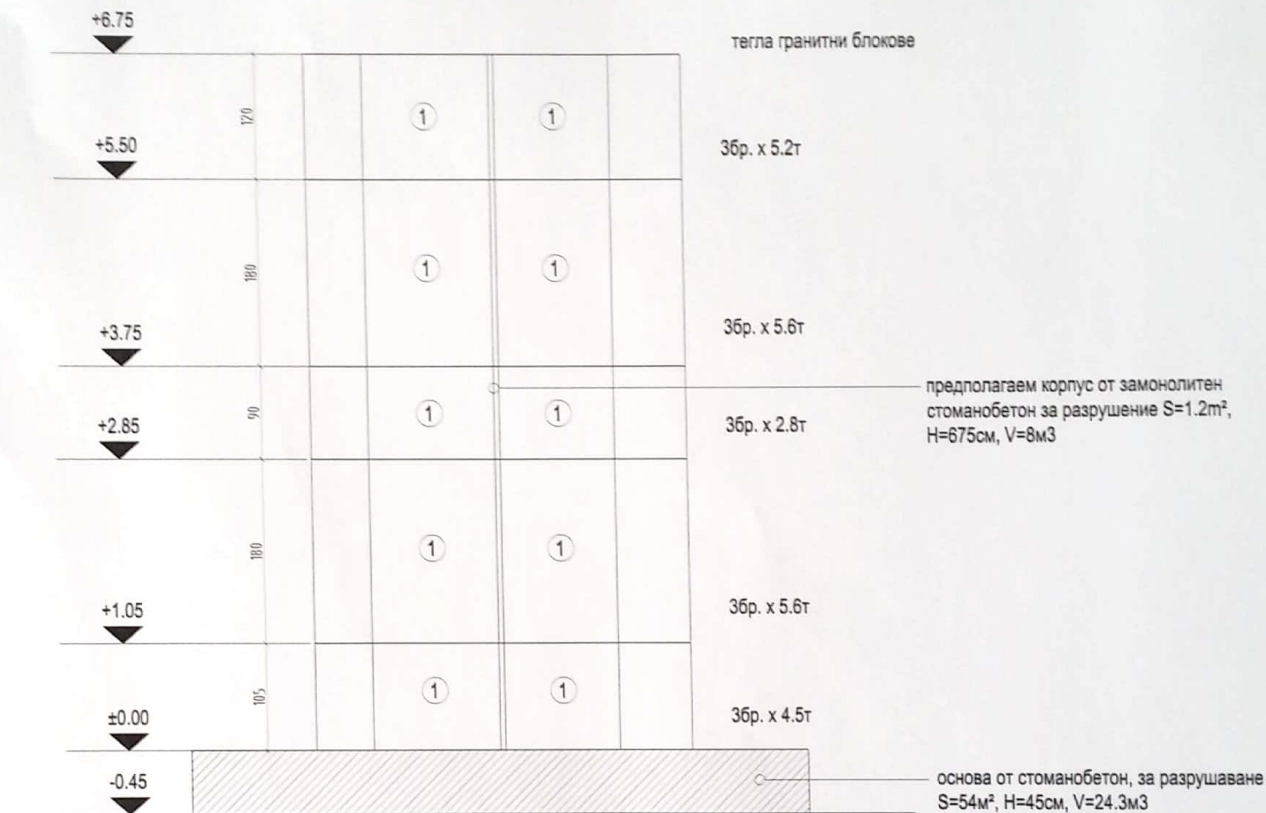 +6.75
тегла гранитни блокове
120
1
1
+5.50
3бр. х 5.2т
180
1
1
+3.75
3бр. х 5.6т
предполагаем корпус от замонолитен
стоманобетон за разрушение S=1.2m²,
H=675см, V=8м3
90
1
1
+2.85
3бр. х 2.8т
180
1
1
+1.05
3бр. х 5.6т
105
1
1
±0.00
3бр. х 4.5т
-0.45
основа от стоманобетон, за разрушаване
S=54м², H=45см, V=24.3м3